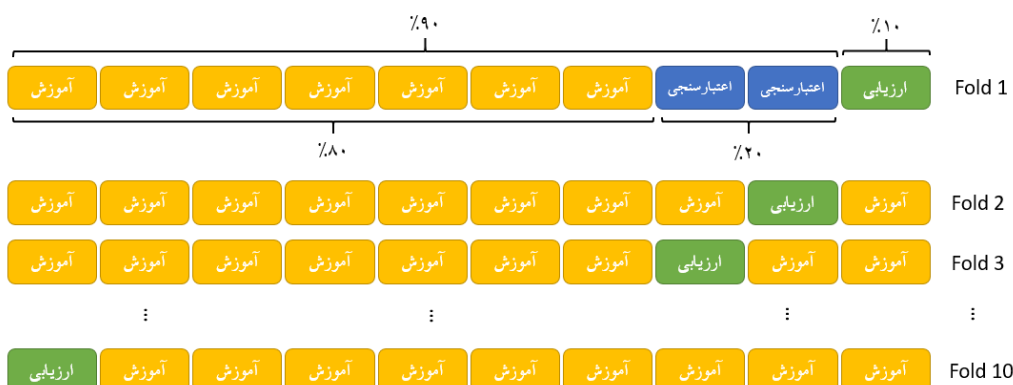 ٪۹۰ ٪۱۰
آموزش آموزش آموزش آموزش آموزش آموزش آموزش اعتبارسنجی اعتبارسنجی ارزیابی Fold 1
٪۸۰ ٪۲۰
آموزش آموزش آموزش آموزش آموزش آموزش آموزش آموزش ارزیابی آموزش Fold 2
آموزش آموزش آموزش آموزش آموزش آموزش آموزش ارزیابی آموزش آموزش Fold 3
⋮ ⋮ ⋮ ⋮
ارزیابی آموزش آموزش آموزش آموزش آموزش آموزش آموزش آموزش آموزش Fold 10